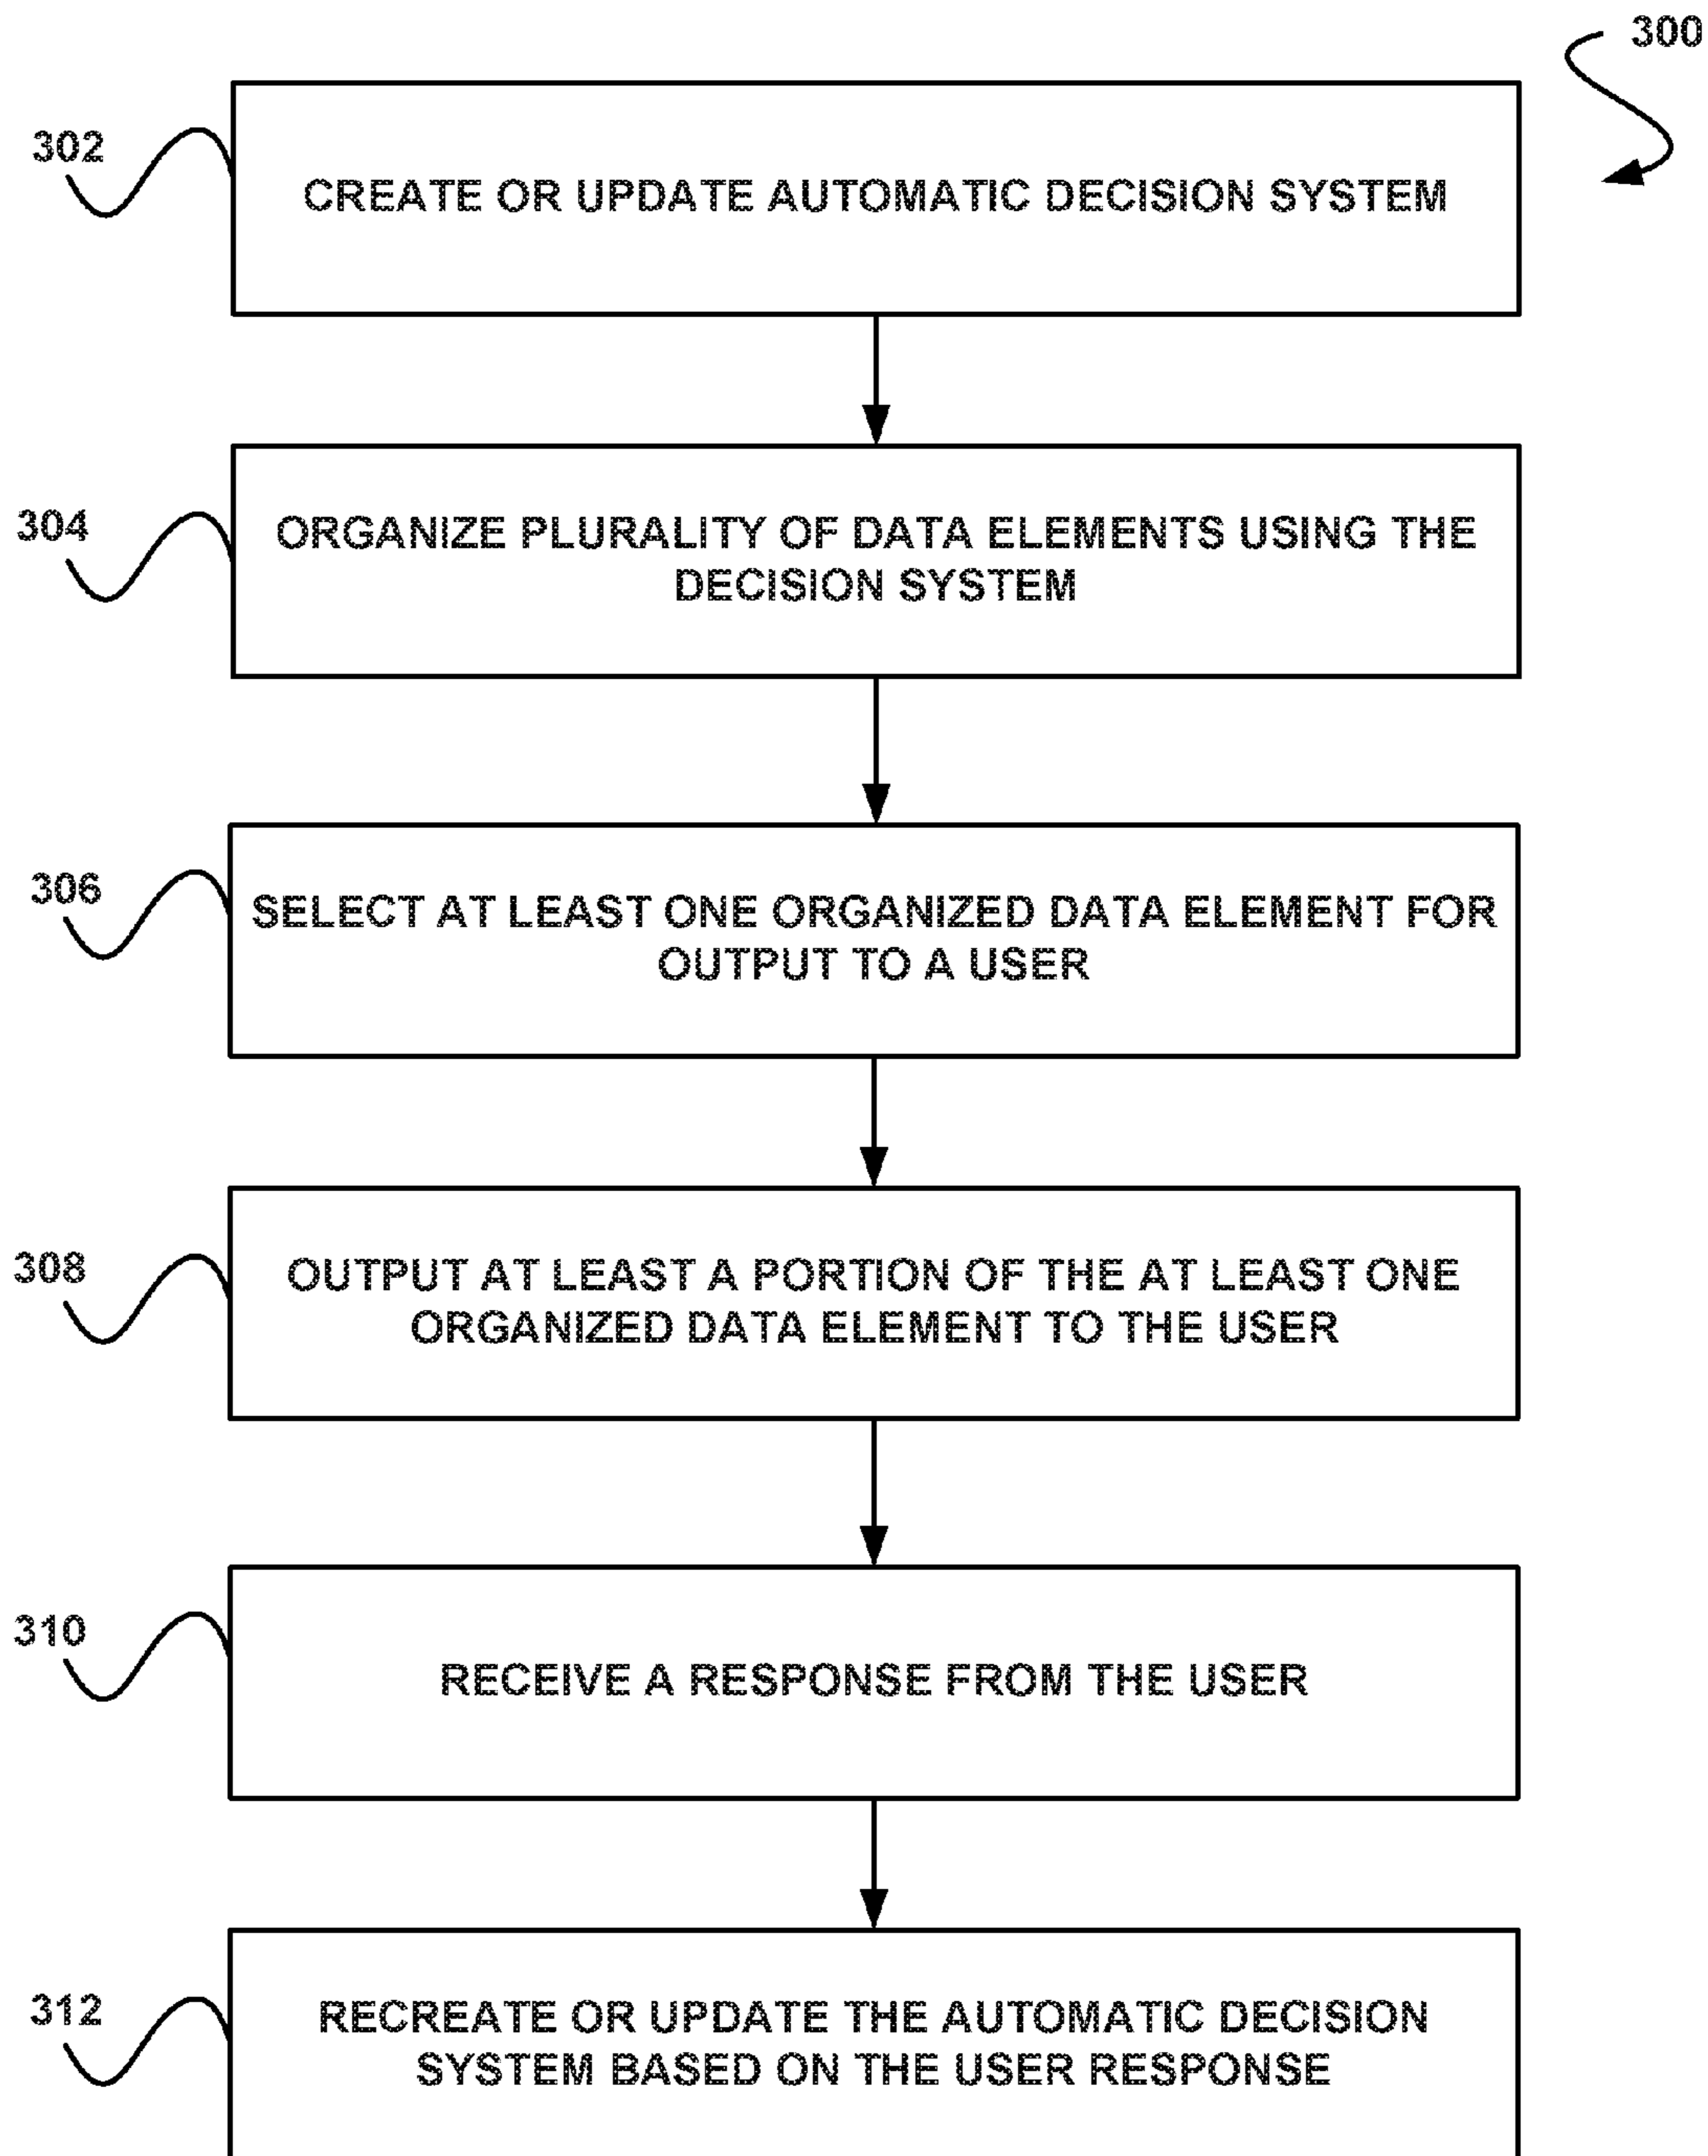 300
302
CREATE OR UPDATE AUTOMATIC DECISION SYSTEM
304
ORGANIZE PLURALITY OF DATA ELEMENTS USING THE
DECISION SYSTEM
306
SELECT AT LEAST ONE ORGANIZED DATA ELEMENT FOR
OUTPUT TO A USER
308
OUTPUT AT LEAST A PORTION OF THE AT LEAST ONE
ORGANIZED DATA ELEMENT TO THE USER
310
RECEIVE A RESPONSE FROM THE USER
312
RECREATE OR UPDATE THE AUTOMATIC DECISION
SYSTEM BASED ON THE USER RESPONSE